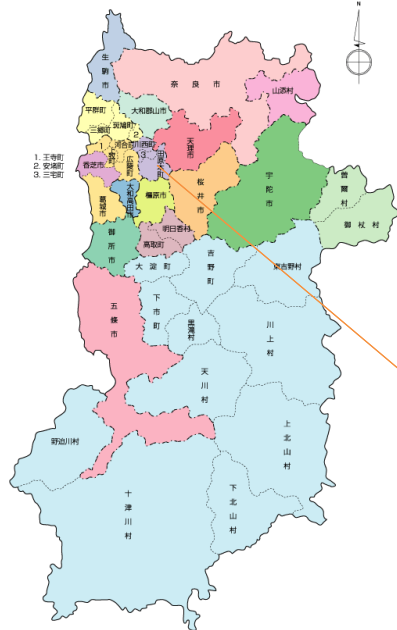 N
生駒市
奈良市
山添村
平群町
大和郡山市
斑鳩町
三郷町
2.
川西町
天理市
1. 王寺町
2. 安堵町
3. 三宅町
河合町
3.
田原本町
香芝市
広陵町
宇陀市
曽爾村
桜井市
葛城市
大和高田市
橿原市
御杖村
御所市
明日香村
高取町
大淀町
吉野町
東吉野村
五條市
下市町
黒滝村
川上村
天川村
上北山村
野迫川村
十津川村
下北山村